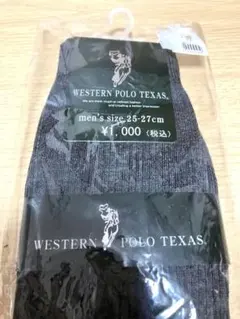 WESTERN POLO TEXAS.
men's size, 25-27cm
¥1,000 (税込)
WESTERN POLO TEXAS.